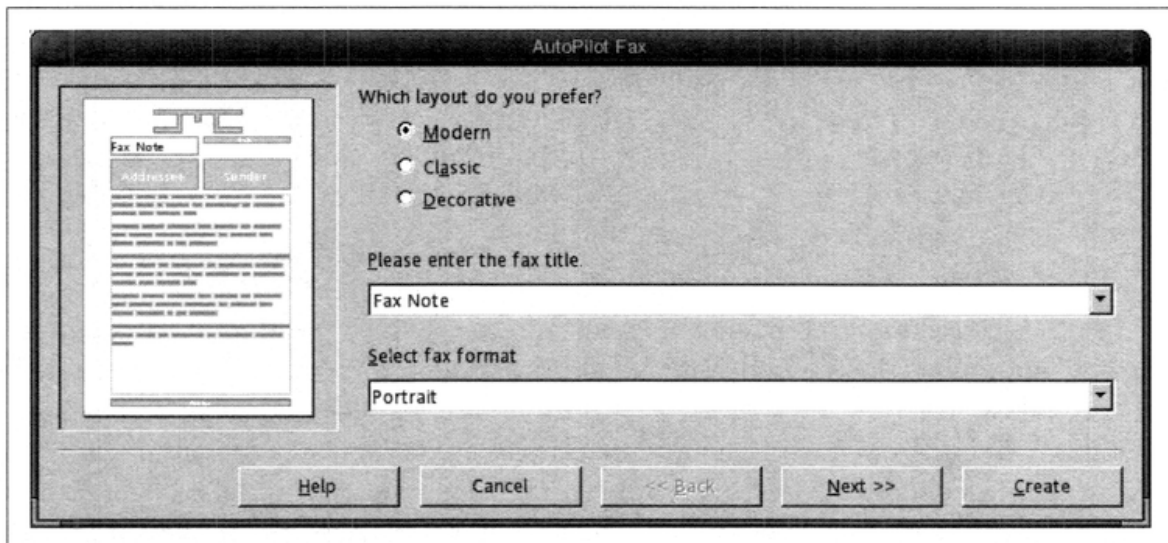 AutoPilot Fax
Which layout do you prefer?
Modern
Classic
Decorative
Fax Note
Addressee Sender
Please enter the fax title.
Fax Note
Select fax format
Portrait
Help Cancel << Back Next >> Create